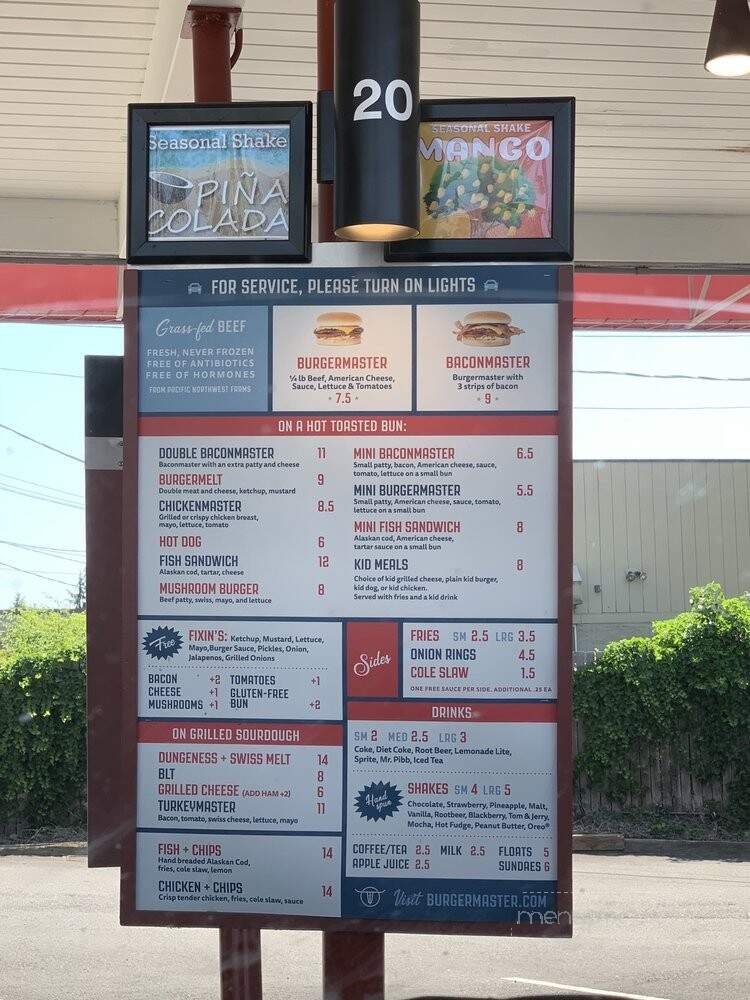 20
Seasonal Shake
PIÑA
COLADA
SEASONAL SHAKE
MANGO
FOR SERVICE, PLEASE TURN ON LIGHTS
Grass-fed BEEF
FRESH, NEVER FROZEN
FREE OF ANTIBIOTICS
FREE OF HORMONES
FROM PACIFIC NORTHWEST FARMS
BURGERMASTER
¼ lb Beef, American Cheese,
Sauce, Lettuce & Tomatoes
• 7.5 •
BACONMASTER
Burgermaster with
3 strips of bacon
• 9 •
ON A HOT TOASTED BUN:
DOUBLE BACONMASTER 11
Baconmaster with an extra patty and cheese
BURGERMELT 9
Double meat and cheese, ketchup, mustard
CHICKENMASTER 8.5
Grilled or crispy chicken breast,
mayo, lettuce, tomato
HOT DOG 6
FISH SANDWICH 12
Alaskan cod, tartar, cheese
MUSHROOM BURGER 8
Beef patty, swiss, mayo, and lettuce
MINI BACONMASTER 6.5
Small patty, bacon, American cheese, sauce,
tomato, lettuce on a small bun
MINI BURGERMASTER 5.5
Small patty, American cheese, sauce, tomato,
lettuce on a small bun
MINI FISH SANDWICH 8
Alaskan cod, American cheese,
tartar sauce on a small bun
KID MEALS 8
Choice of kid grilled cheese, plain kid burger,
kid dog, or kid chicken.
Served with fries and a kid drink
Free
FIXIN'S: Ketchup, Mustard, Lettuce,
Mayo, Burger Sauce, Pickles, Onion,
Jalapenos, Grilled Onions
BACON +2 TOMATOES +1
CHEESE +1 GLUTEN-FREE
MUSHROOMS +1 BUN +2
Sides
FRIES SM 2.5 LRG 3.5
ONION RINGS 4.5
COLE SLAW 1.5
ONE FREE SAUCE PER SIDE. ADDITIONAL .25 EA
ON GRILLED SOURDOUGH
DUNGENESS + SWISS MELT 14
BLT 8
GRILLED CHEESE (ADD HAM +2) 6
TURKEYMASTER 11
Bacon, tomato, swiss cheese, lettuce, mayo
FISH + CHIPS 14
Hand breaded Alaskan Cod,
fries, cole slaw, lemon
CHICKEN + CHIPS 14
Crisp tender chicken, fries, cole slaw, sauce
DRINKS
SM 2 MED 2.5 LRG 3
Coke, Diet Coke, Root Beer, Lemonade Lite,
Sprite, Mr. Pibb, Iced Tea
Hand spun
SHAKES SM 4 LRG 5
Chocolate, Strawberry, Pineapple, Malt,
Vanilla, Rootbeer, Blackberry, Tom & Jerry,
Mocha, Hot Fudge, Peanut Butter, Oreo®
COFFEE/TEA 2.5 MILK 2.5 FLOATS 5
APPLE JUICE 2.5 SUNDAES 6
Visit BURGERMASTER.COM